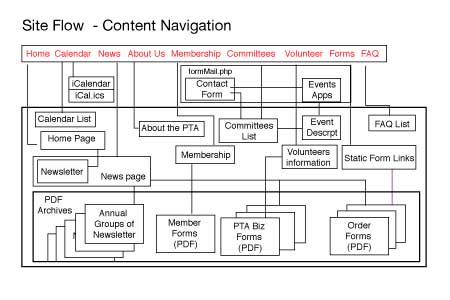 Site Flow - Content Navigation
Home Calendar News About Us Membership Committees Volunteer Forms FAQ
formMail.php
iCalendar
iCal.ics
Contact
Form
Events
Apps
Calendar List
About the PTA
Committees
List
Event
Descrpt
FAQ List
Home Page
Membership
Volunteers
information
Static Form Links
Newsletter
News page
PDF
Archives
Annual
Groups of
Newsletter
Member
Forms
(PDF)
PTA Biz
Forms
(PDF)
Order
Forms
(PDF)